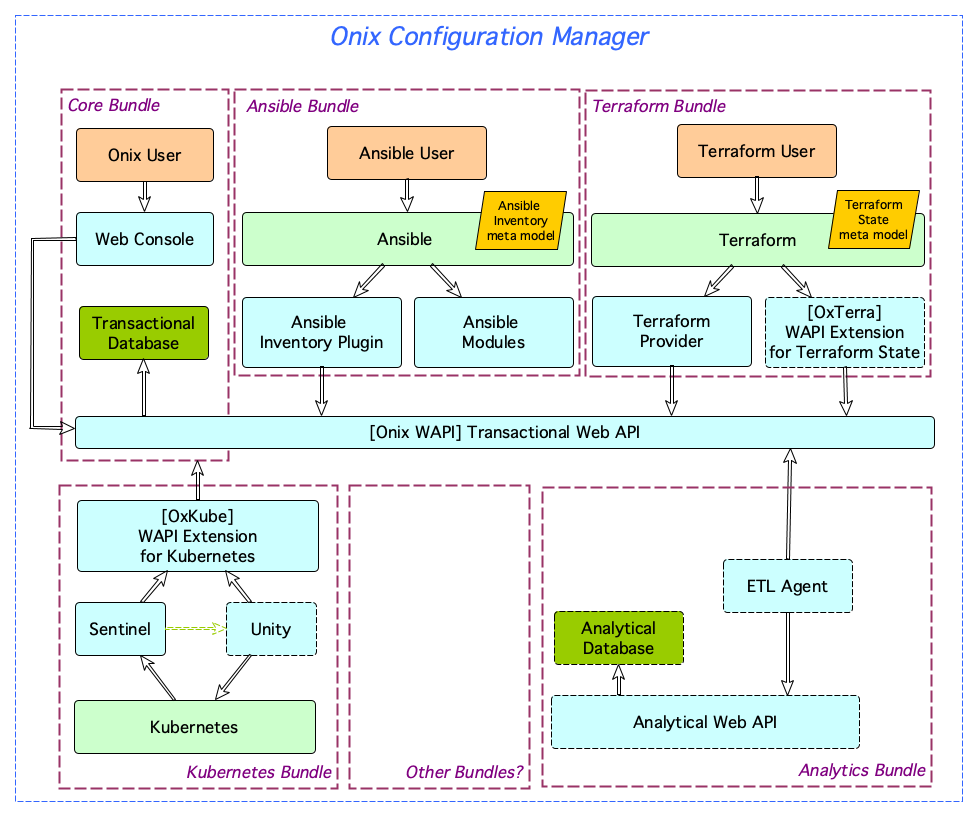 Onix Configuration Manager
Core Bundle
Onix User
Web Console
Transactional
Database
Ansible Bundle
Ansible User
Ansible
Inventory
meta model
Ansible
Ansible
Inventory Plugin
Ansible
Modules
Terraform Bundle
Terraform User
Terraform
State
meta model
Terraform
Terraform
Provider
[OxTerra]
WAPI Extension
for Terraform State
[Onix WAPI] Transactional Web API
[OxKube]
WAPI Extension
for Kubernetes
Sentinel
Unity
Kubernetes
Kubernetes Bundle
Other Bundles?
ETL Agent
Analytical
Database
Analytical Web API
Analytics Bundle